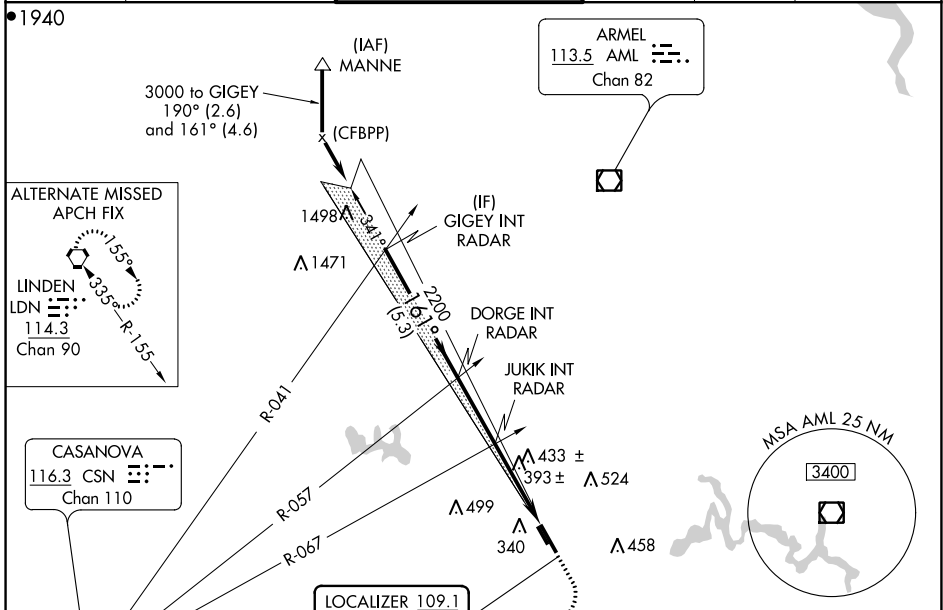 1940
(IAF)
MANNE
3000 to GIGEY
190° (2.6)
and 161° (4.6)
(CFBPP)
ARMEL
113.5 AML
Chan 82
ALTERNATE MISSED
APCH FIX
155°
LINDEN
LDN
114.3
Chan 90
335°
R-155
1498
1471
341°
(IF)
GIGEY INT
RADAR
2200
161°
(5.3)
DORGE INT
RADAR
JUKIK INT
RADAR
R-041
R-057
R-067
CASANOVA
116.3 CSN
Chan 110
433 ±
393 ±
524
499
340
458
MSA AML 25 NM
3400
LOCALIZER 109.1